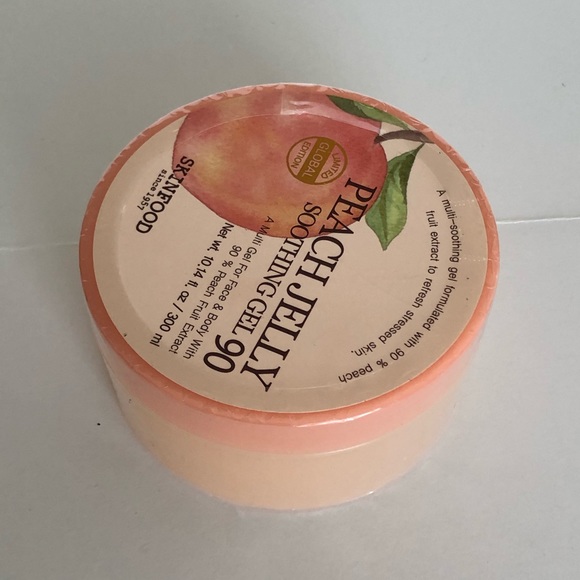 SKINFOOD
since 1957
LIMITED
GLOBAL
EDITION
PEACH JELLY
SOOTHING GEL 90
A Multi Gel For Face & Body With
90 % Peach Fruit Extract
Net wt. 10.14 fl. oz / 300 ml
A multi-soothing gel formulated with 90 % peach
fruit extract to refresh stressed skin.